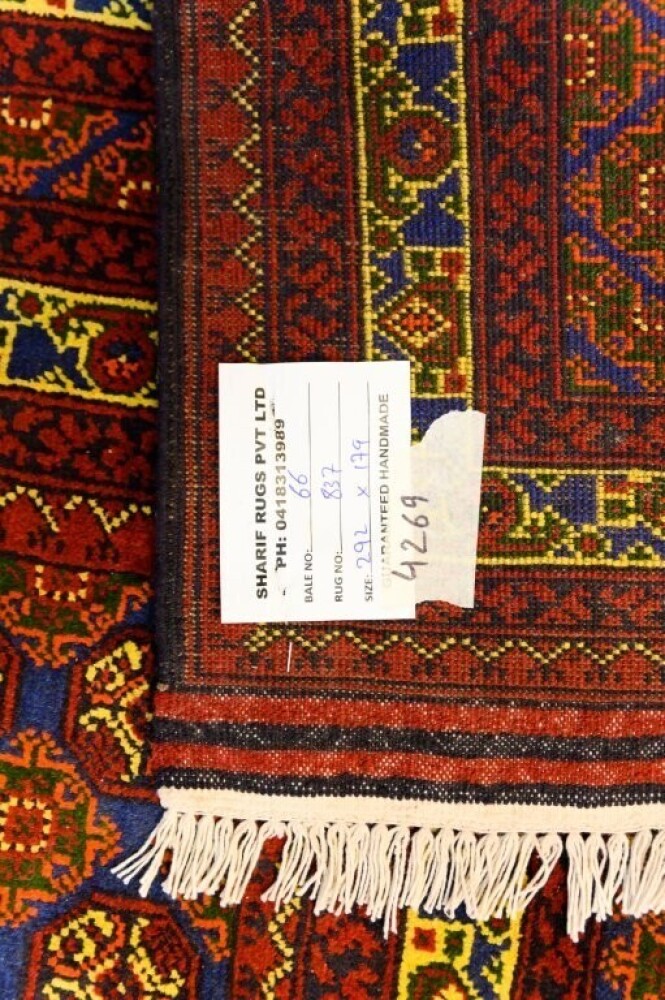 SHARIF RUGS PVT LTD
PH: 0418313989
BALE NO: 66
RUG NO: 837
SIZE: 292 x 179
GUARANTEED HANDMADE
4269